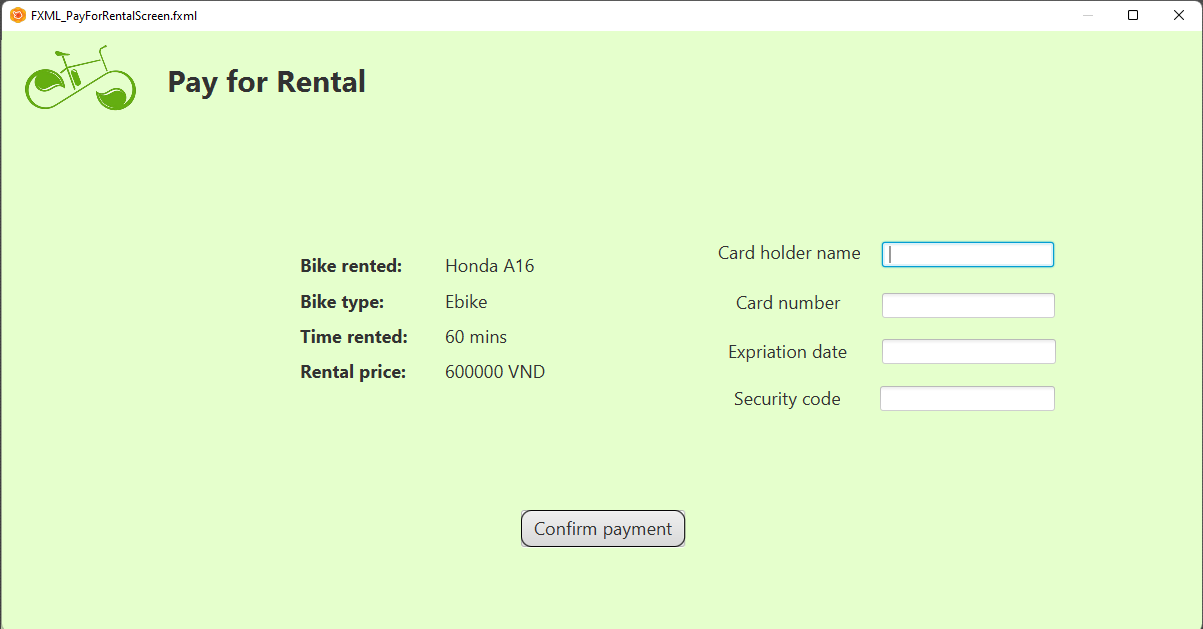 FXML_PayForRentalScreen.fxml
Pay for Rental
Bike rented: Honda A16
Bike type: Ebike
Time rented: 60 mins
Rental price: 600000 VND
Card holder name
Card number
Expriation date
Security code
Confirm payment